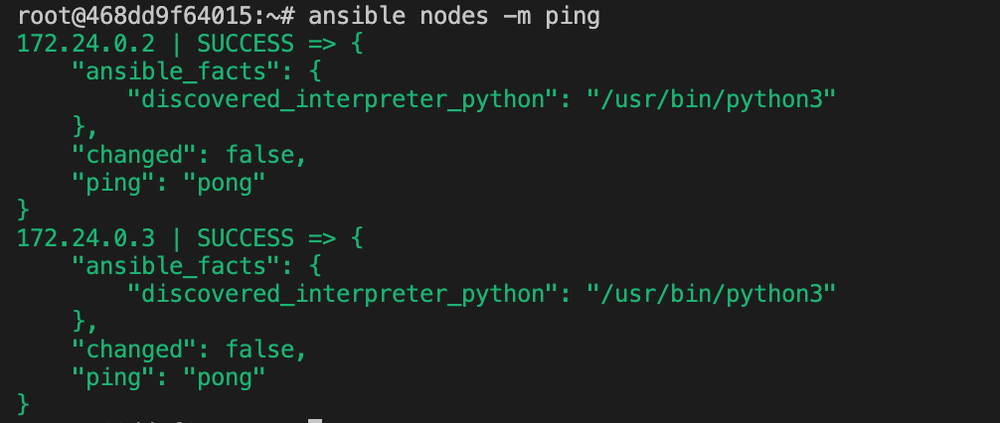 root@468dd9f64015:~# ansible nodes -m ping
172.24.0.2 | SUCCESS => {
    "ansible_facts": {
        "discovered_interpreter_python": "/usr/bin/python3"
    },
    "changed": false,
    "ping": "pong"
}
172.24.0.3 | SUCCESS => {
    "ansible_facts": {
        "discovered_interpreter_python": "/usr/bin/python3"
    },
    "changed": false,
    "ping": "pong"
}